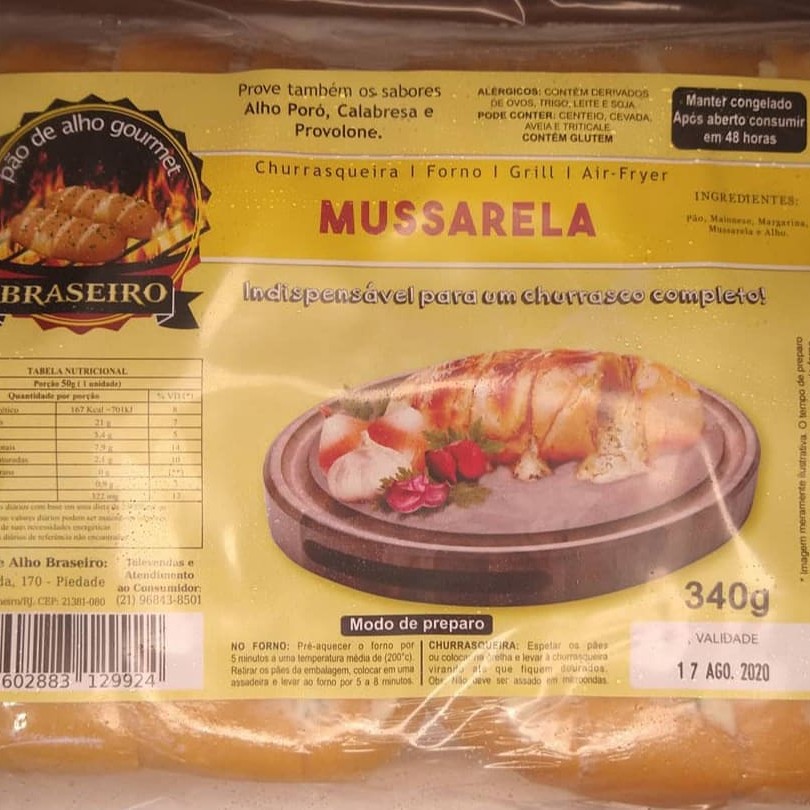 pão de alho gourmet
BRASEIRO
Prove também os sabores
Alho Poró, Calabresa e
Provolone.
ALÉRGICOS: CONTÉM DERIVADOS
DE OVOS, TRIGO, LEITE E SOJA
PODE CONTER: CENTEIO, CEVADA,
AVEIA E TRITICALE
CONTÉM GLUTEM
Manter congelado
Após aberto consumir
em 48 horas
Churrasqueira I Forno I Grill I Air-Fryer
MUSSARELA
INGREDIENTES:
Pão, Maionese, Margarina,
Mussarela e Alho.
Indispensável para um churrasco completo!
TABELA NUTRICIONAL
Porção 50g ( 1 unidade)
Quantidade por porção % VD(*)
167 Kcal =701kJ 8
21 g 7
3,4 g 5
7,9 g 14
2,1 g 10
0 g (**)
0,9 g 3
322 mg 13
Alho Braseiro:
170 - Piedade
CEP: 21381-080
Televendas e
Atendimento
ao Consumidor:
(21) 96843-8501
602883 129924
* Imagem meramente ilustrativa. O tempo de preparo
340g
VALIDADE
17 AGO. 2020
Modo de preparo
NO FORNO: Pré-aquecer o forno por
5 minutos a uma temperatura média de (200°c).
Retirar os pães da embalagem, colocar em uma
assadeira e levar ao forno por 5 a 8 minutos.
CHURRASQUEIRA: Espetar os pães
ou colocar na grelha e levar à churrasqueira
virando até que fiquem dourados.
Obs: Não deve ser assado em microondas.